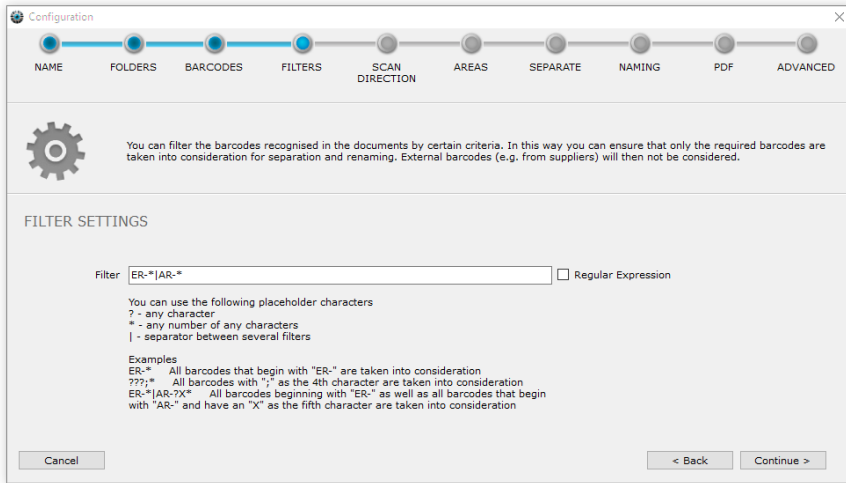 Configuration
NAME FOLDERS BARCODES FILTERS SCAN DIRECTION AREAS SEPARATE NAMING PDF ADVANCED
You can filter the barcodes recognised in the documents by certain criteria. In this way you can ensure that only the required barcodes are
taken into consideration for separation and renaming. External barcodes (e.g. from suppliers) will then not be considered.
FILTER SETTINGS
Filter ER-*|AR-* Regular Expression
You can use the following placeholder characters
? - any character
* - any number of any characters
| - separator between several filters
Examples
ER-* All barcodes that begin with "ER-" are taken into consideration
???;* All barcodes with ";" as the 4th character are taken into consideration
ER-*|AR-?X* All barcodes beginning with "ER-" as well as all barcodes that begin
with "AR-" and have an "X" as the fifth character are taken into consideration
Cancel < Back Continue >